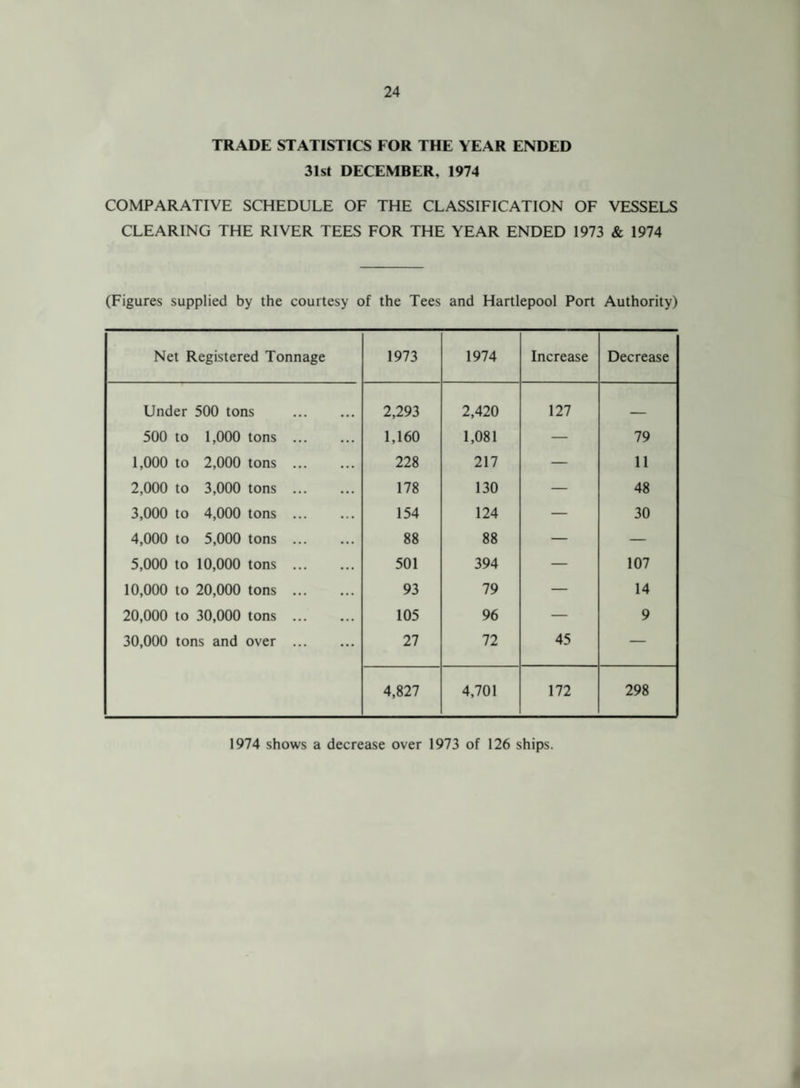 24
TRADE STATISTICS FOR THE YEAR ENDED
31st DECEMBER, 1974
COMPARATIVE SCHEDULE OF THE CLASSIFICATION OF VESSELS
CLEARING THE RIVER TEES FOR THE YEAR ENDED 1973 & 1974
(Figures supplied by the courtesy of the Tees and Hartlepool Port Authority)
Net Registered Tonnage 1973 1974 Increase Decrease
Under 500 tons ... ... 2,293 2,420 127 —
500 to 1,000 tons ... ... 1,160 1,081 — 79
1,000 to 2,000 tons ... ... 228 217 — 11
2,000 to 3,000 tons ... ... 178 130 — 48
3,000 to 4,000 tons ... ... 154 124 — 30
4,000 to 5,000 tons ... ... 88 88 — —
5,000 to 10,000 tons ... ... 501 394 — 107
10,000 to 20,000 tons ... ... 93 79 — 14
20,000 to 30,000 tons ... ... 105 96 — 9
30,000 tons and over ... ... 27 72 45 —
4,827 4,701 172 298
1974 shows a decrease over 1973 of 126 ships.